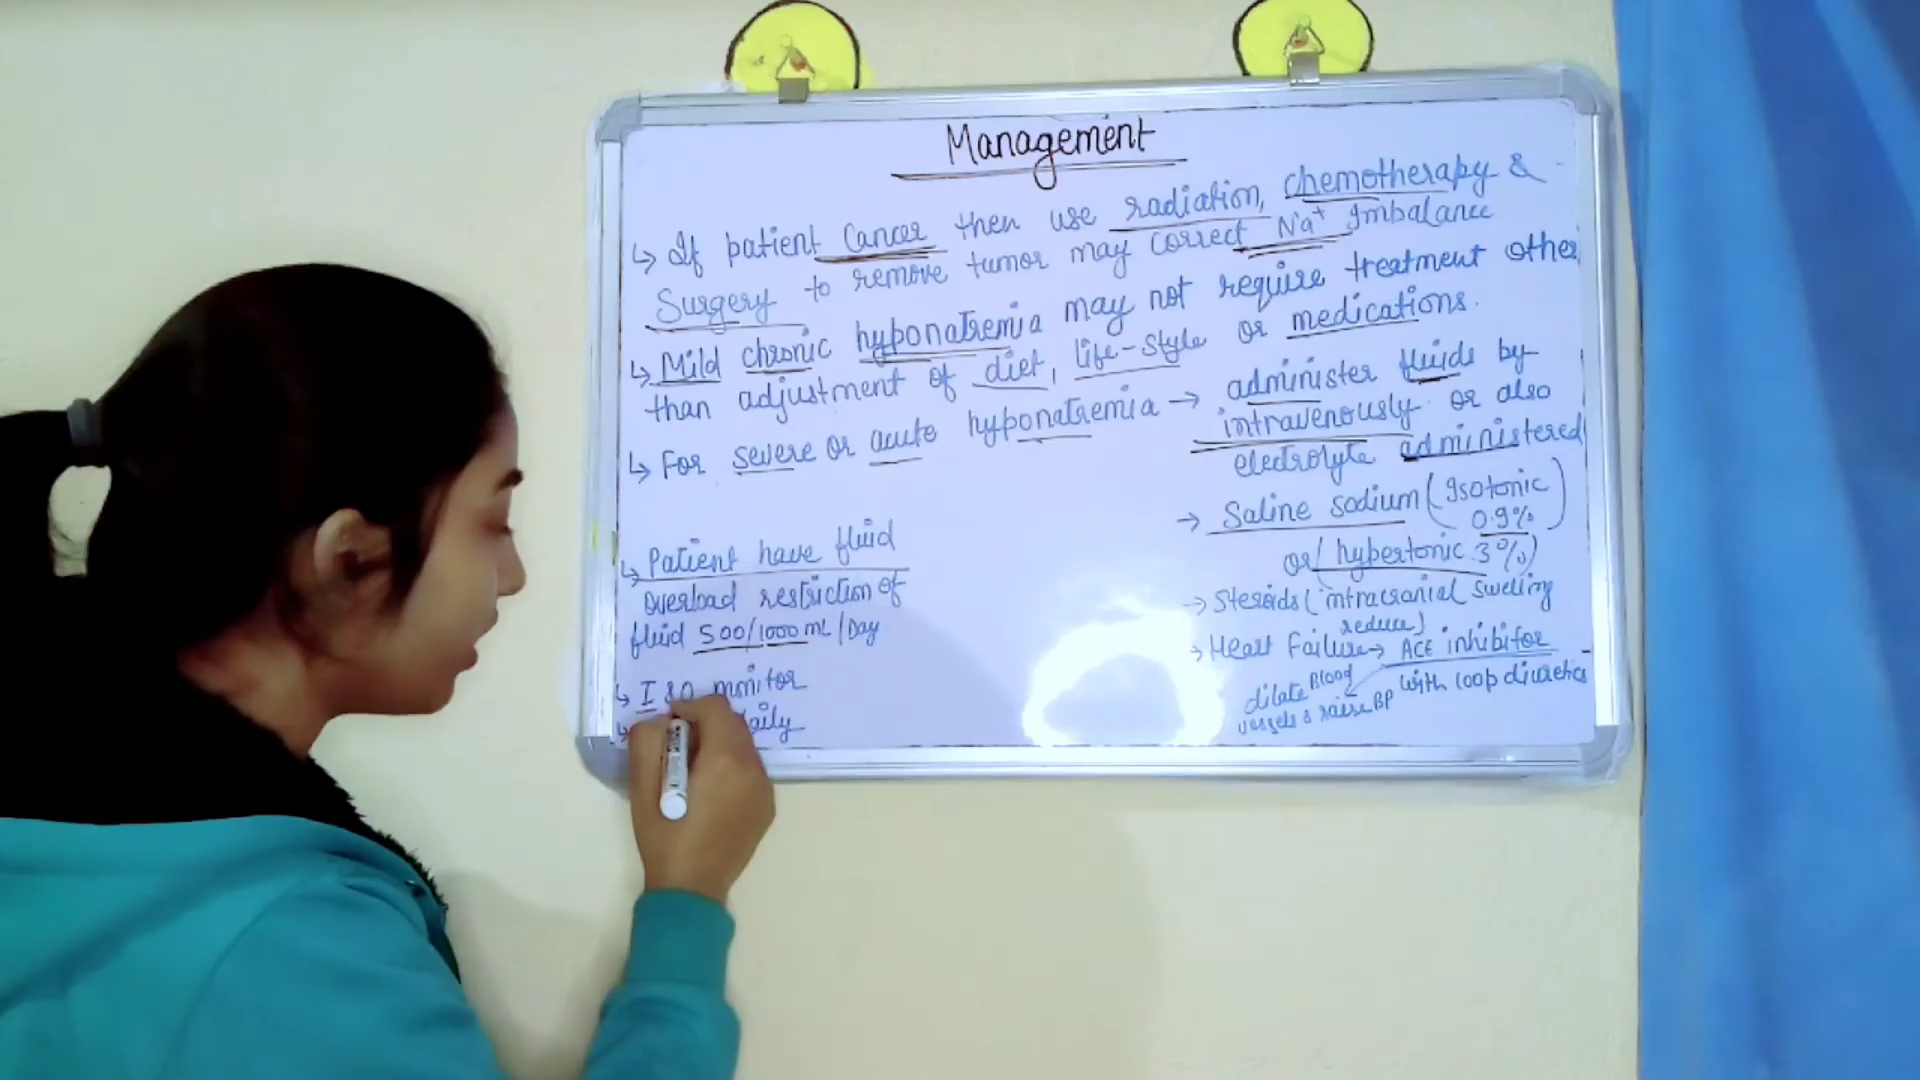 Management
↳ If patient Cancer then use radiation, chemotherapy &
Surgery to remove tumor may correct Na⁺ Imbalance
↳ Mild chronic hyponatremia may not require treatment other
than adjustment of diet, life-style or medications.
↳ For severe or acute hyponatremia → administer fluids by
intravenously or also
electrolyte administered
→ Saline sodium (Isotonic
0.9%)
or (hypertonic 3%)
→ Steroids (intracranial sweling
reduce)
→ Heart Failure → ACE inhibitor
with loop diuretics
dilate Blood
vessels & raise BP
↳ Patient have fluid
overload restriction of
fluid 500/1000 mL/Day
↳ I & O monitor
↳ daily